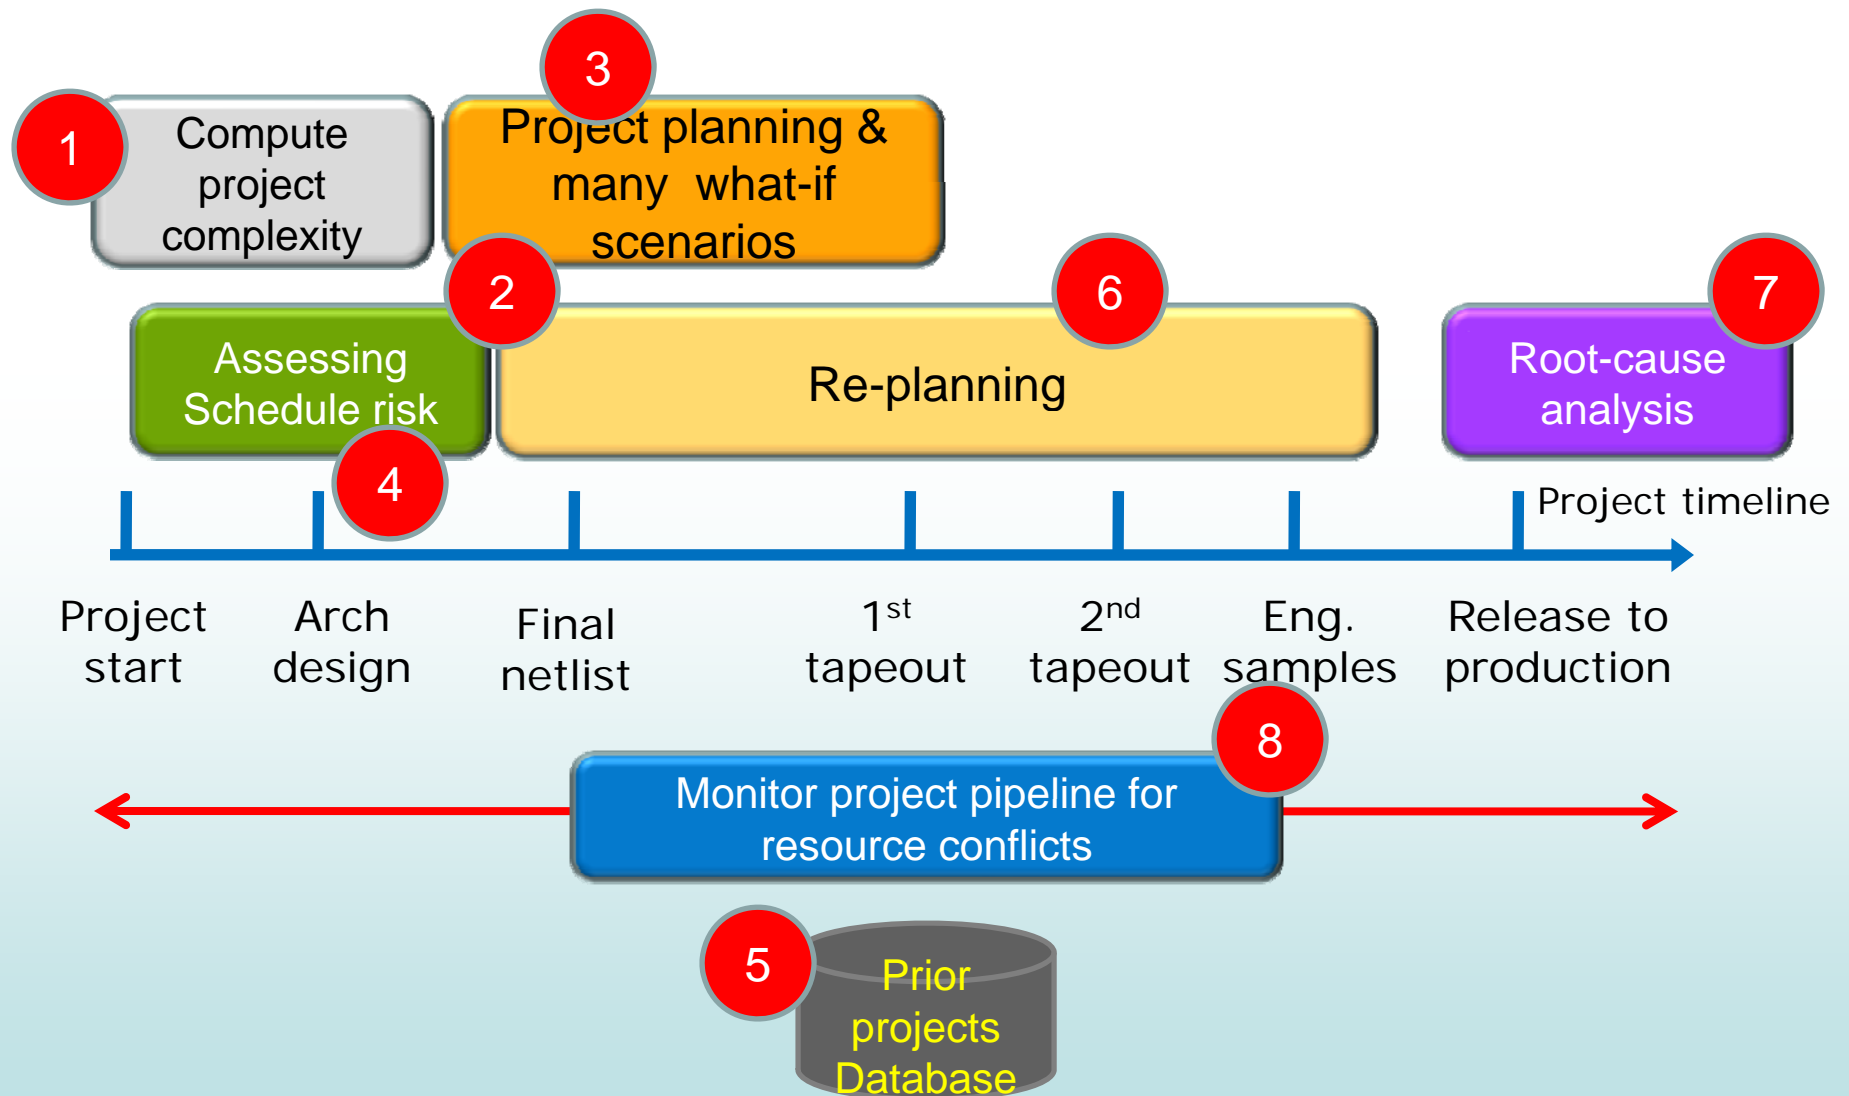 3
1
Compute
project
complexity
Project planning &
many what-if
scenarios
2
6
7
Assessing
Schedule risk
Re-planning
Root-cause
analysis
4
Project timeline
Project
start
Arch
design
Final
netlist
1st
tapeout
2nd
tapeout
Eng.
samples
Release to
production
8
Monitor project pipeline for
resource conflicts
5
Prior
projects
Database